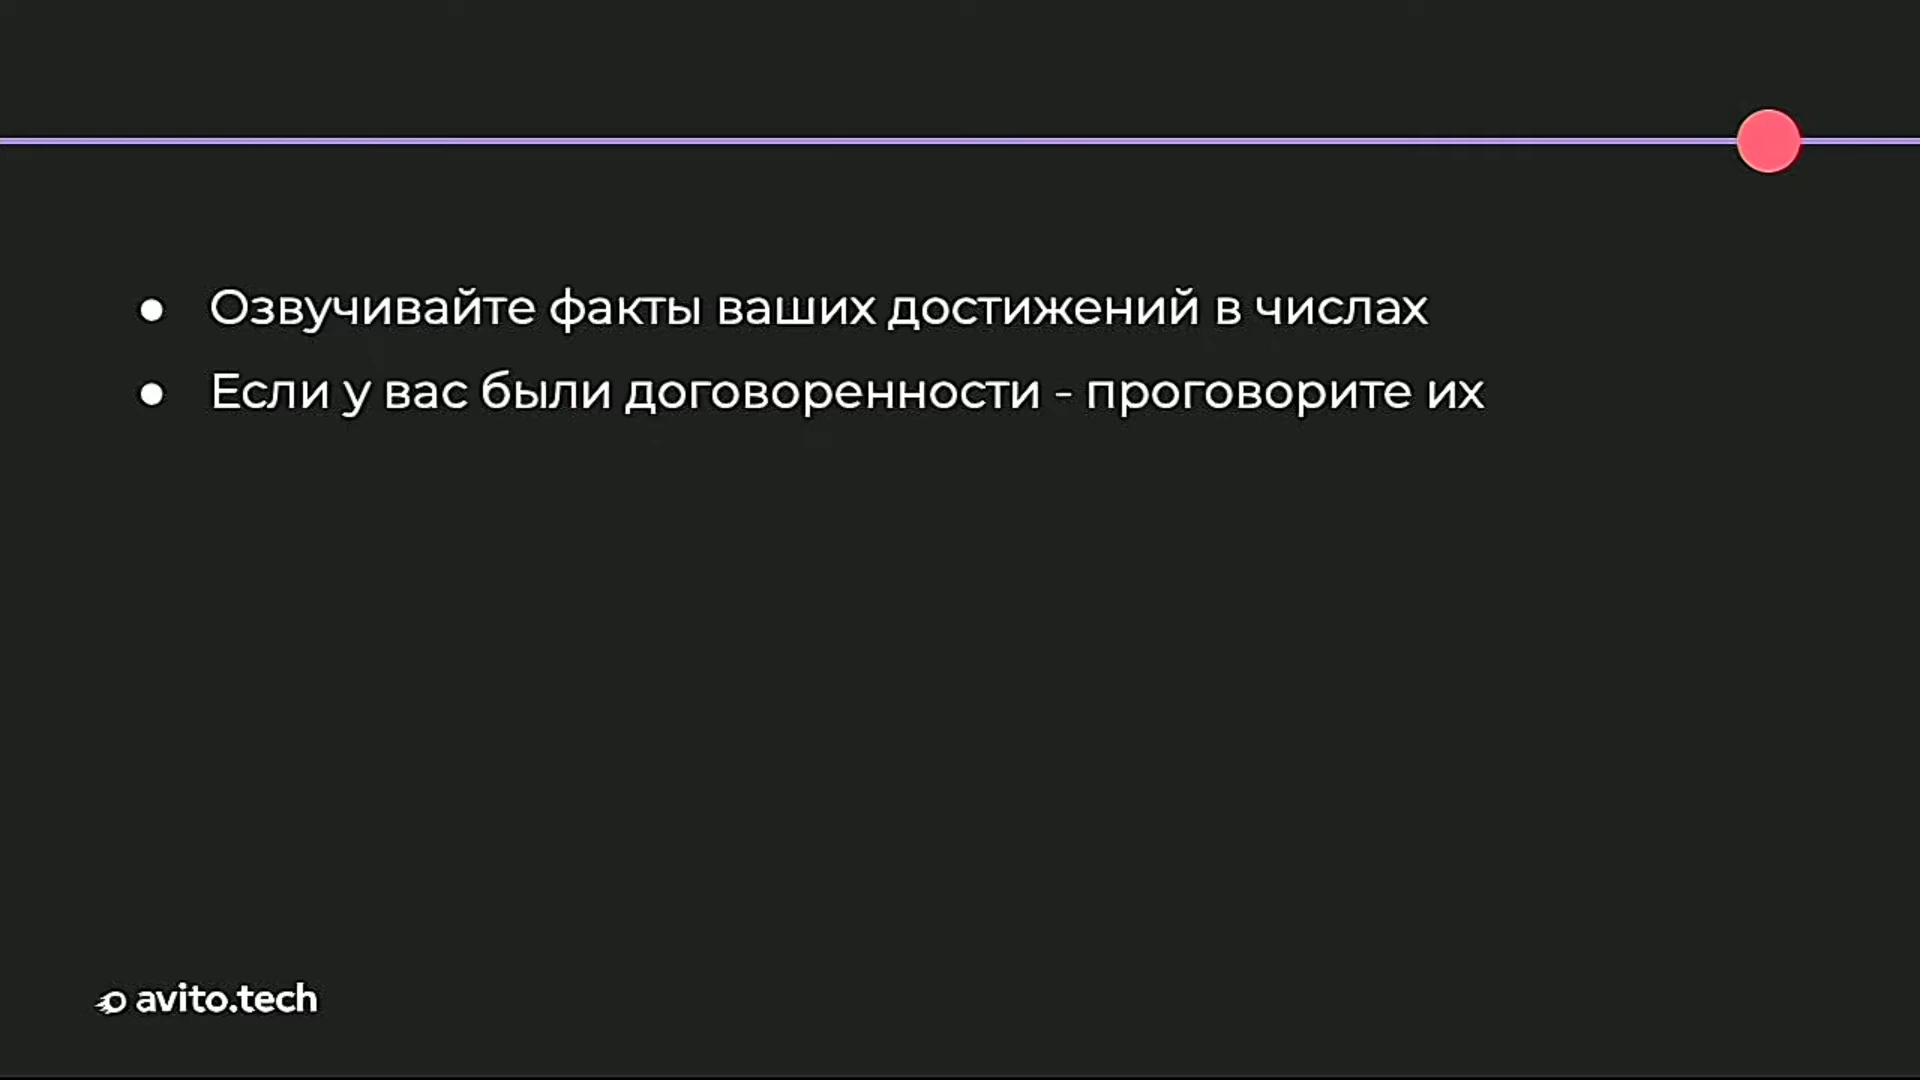 ● Озвучивайте факты ваших достижений в числах
● Если у вас были договоренности - проговорите их
avito.tech